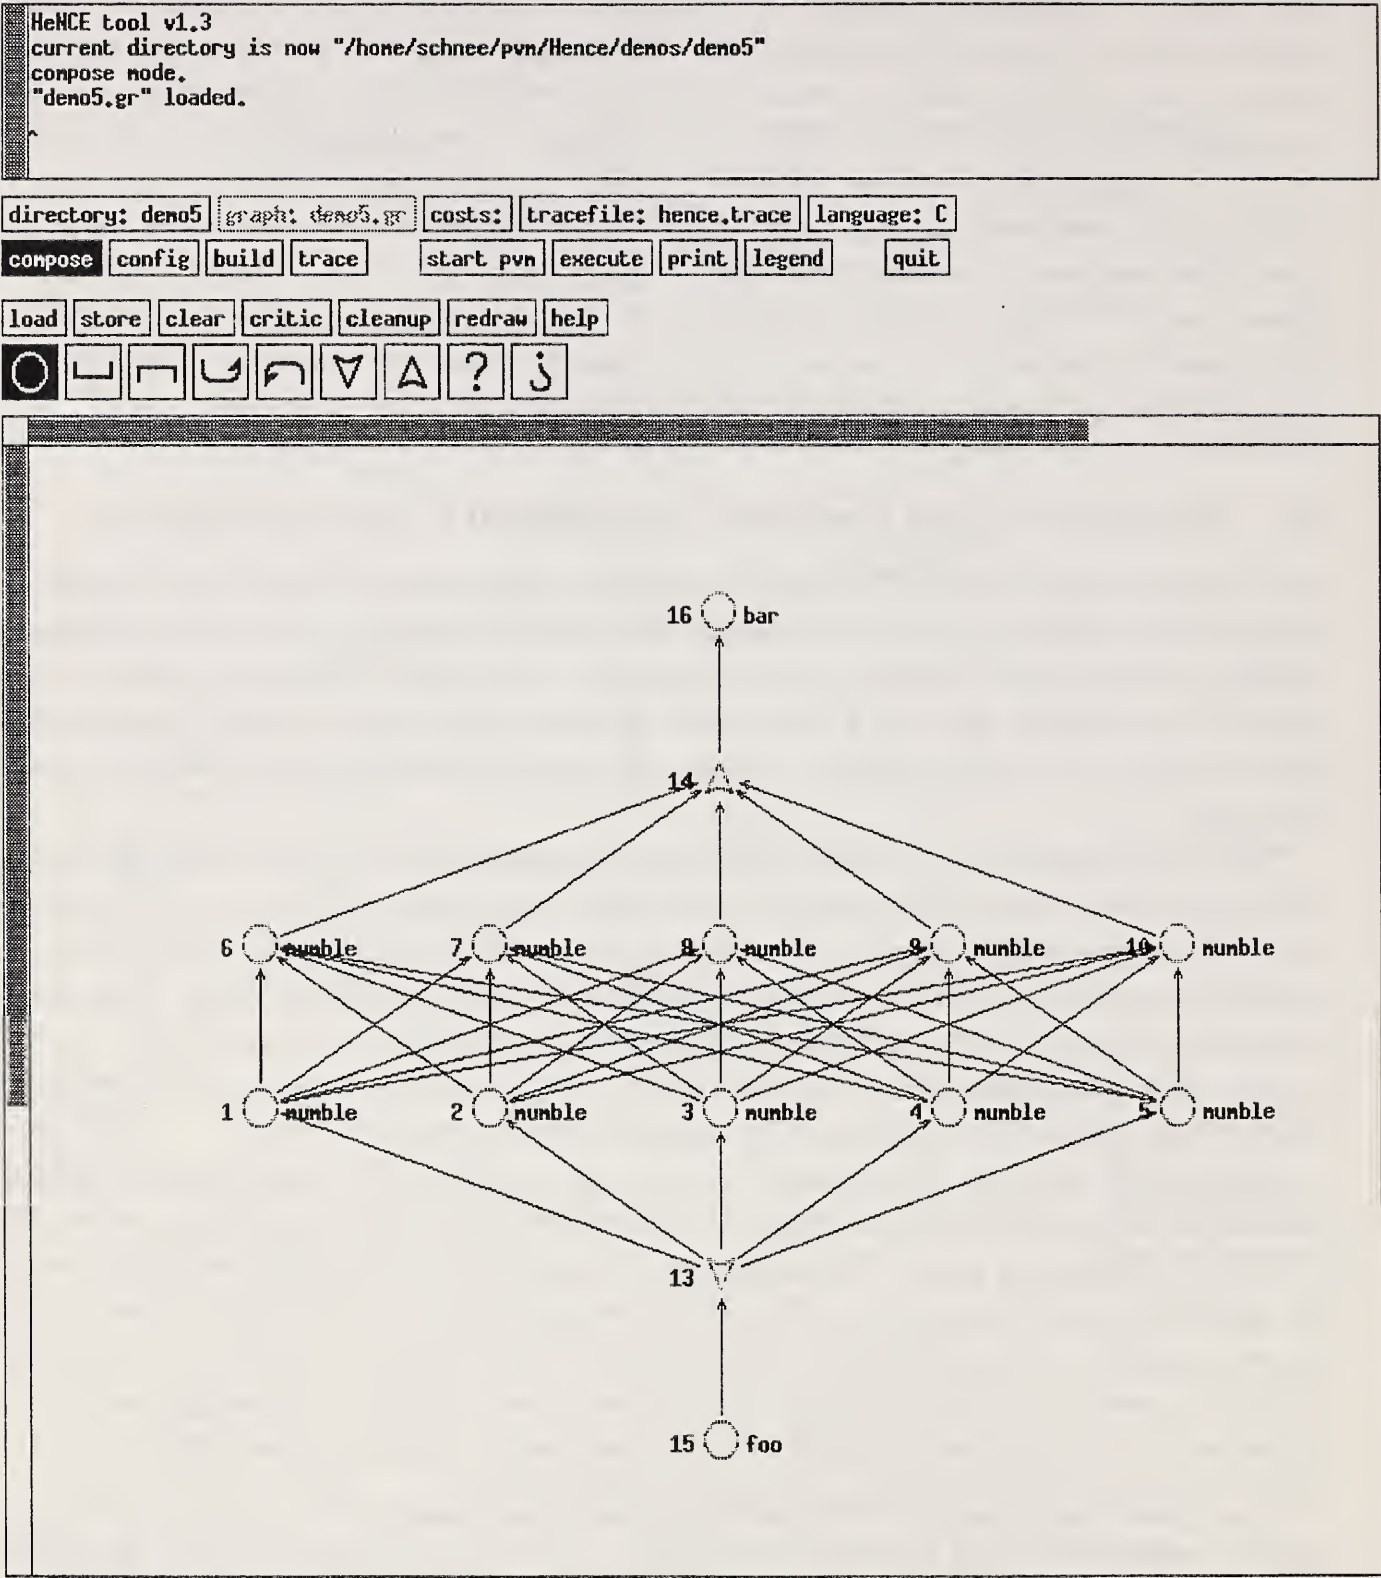 HeNCE tool v1.3
current directory is now "/home/schnee/pvm/Hence/demos/demo5"
compose mode.
"demo5.gr" loaded.
^
directory: demo5 graph: demo5.gr costs: tracefile: hence.trace language: C
compose config build trace start pvm execute print legend quit
load store clear critic cleanup redraw help
? ¿
16 bar
14
6 mumble 7 mumble 8 mumble 9 mumble 10 mumble
1 mumble 2 mumble 3 mumble 4 mumble 5 mumble
13
15 foo